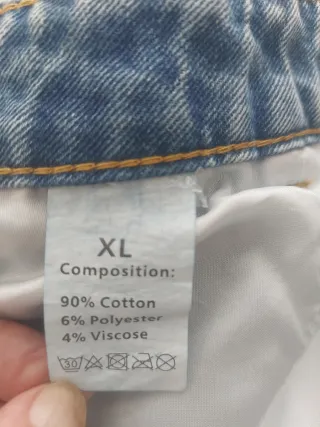 XL
Composition:
90% Cotton
6% Polyester
4% Viscose
30